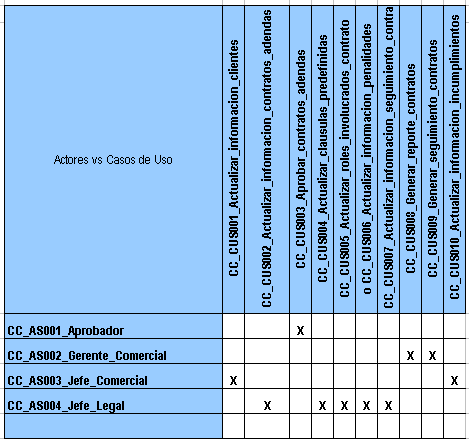 Actores vs Casos de Uso
CC_CUS001_Actualizar_informacion_clientes
CC_CUS002_Actualizar_informacion_contratos_adendas
CC_CUS003_Aprobar_contratos_adendas
CC_CUS004_Actualizar_clausulas_predefinidas
CC_CUS005_Actualizar_roles_involucrados_contrato
o CC_CUS006_Actualizar_informacion_penalidades
CC_CUS007_Actualizar_informacion_seguimiento_contra
CC_CUS008_Generar_reporte_contratos
CC_CUS009_Generar_seguimiento_contratos
CC_CUS010_Actualizar_informacion_incumplimientos
CC_AS001_Aprobador X
CC_AS002_Gerente_Comercial X X
CC_AS003_Jefe_Comercial X X
CC_AS004_Jefe_Legal X X X X X